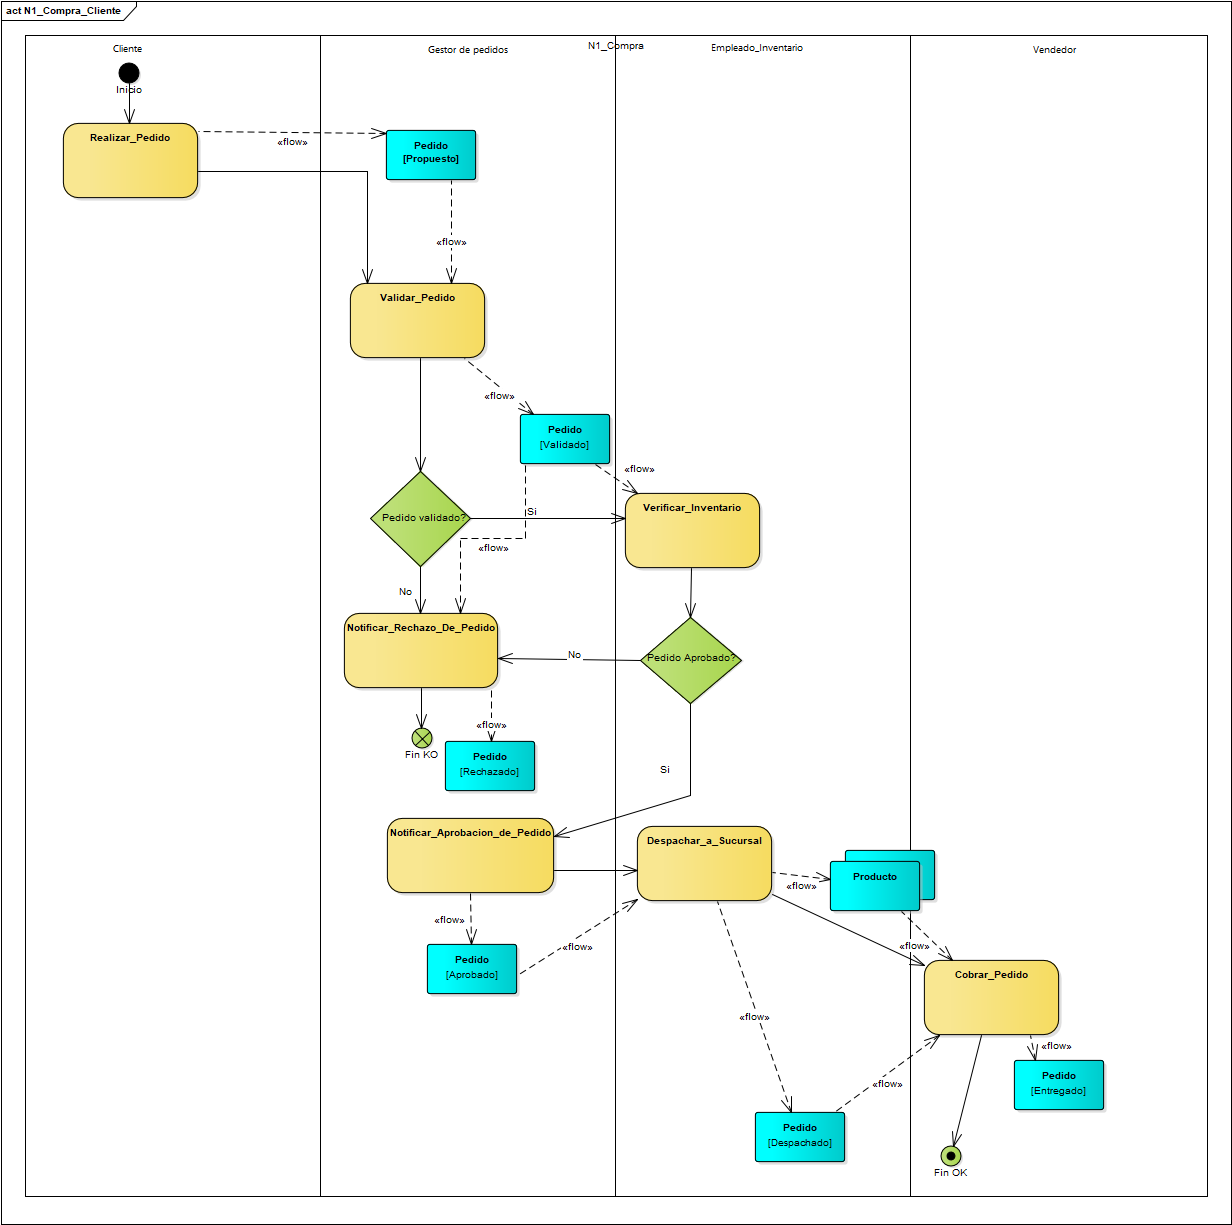 act N1_Compra_Cliente
N1_Compra
Cliente
Gestor de pedidos
Empleado_Inventario
Vendedor
Inicio
Realizar_Pedido
«flow»
Pedido
[Propuesto]
«flow»
Validar_Pedido
«flow»
Pedido
[Validado]
«flow»
Verificar_Inventario
Si
Pedido validado?
«flow»
No
Notificar_Rechazo_De_Pedido
No
Pedido Aprobado?
«flow»
Fin KO
Pedido
[Rechazado]
Si
Notificar_Aprobacion_de_Pedido
Despachar_a_Sucursal
Producto
«flow»
«flow»
«flow»
«flow»
Pedido
[Aprobado]
Cobrar_Pedido
«flow»
«flow»
Pedido
[Entregado]
«flow»
Pedido
[Despachado]
Fin OK